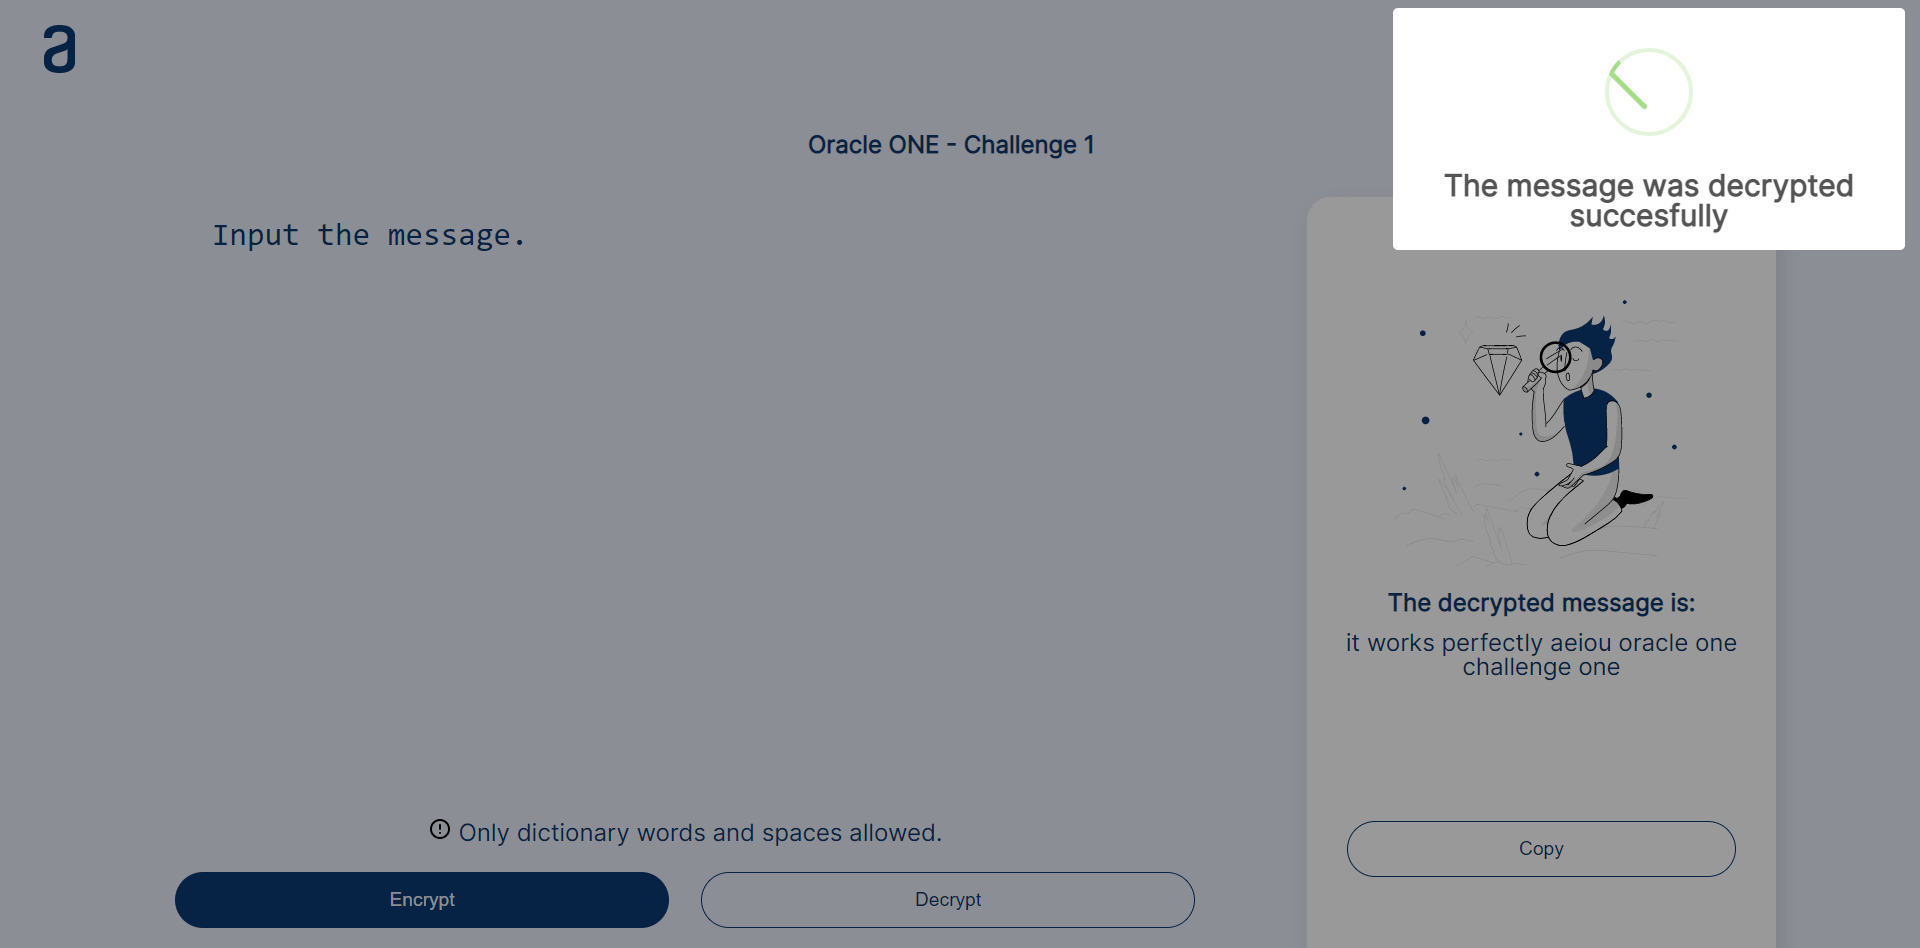 a
Oracle ONE - Challenge 1
The message was decrypted
succesfully
Input the message.
The decrypted message is:
it works perfectly aeiou oracle one
challenge one
Only dictionary words and spaces allowed.
Encrypt
Decrypt
Copy